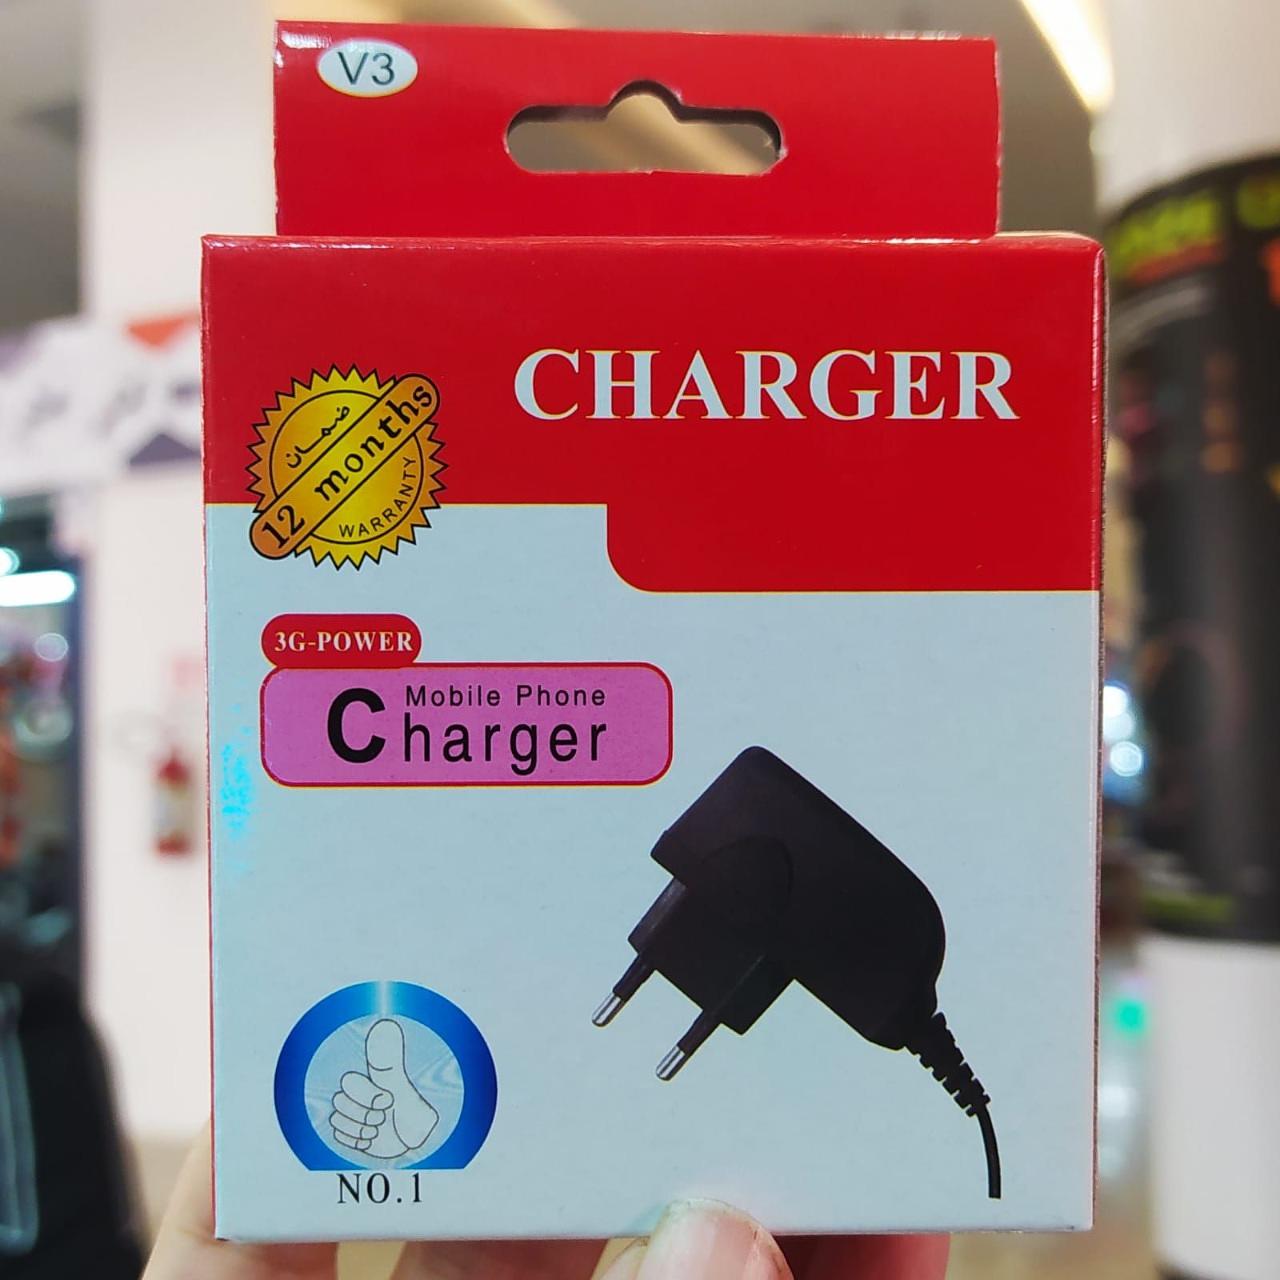 V3
CHARGER
ضمان
12 months
WARRANTY
3G-POWER
Mobile Phone
Charger
NO.1